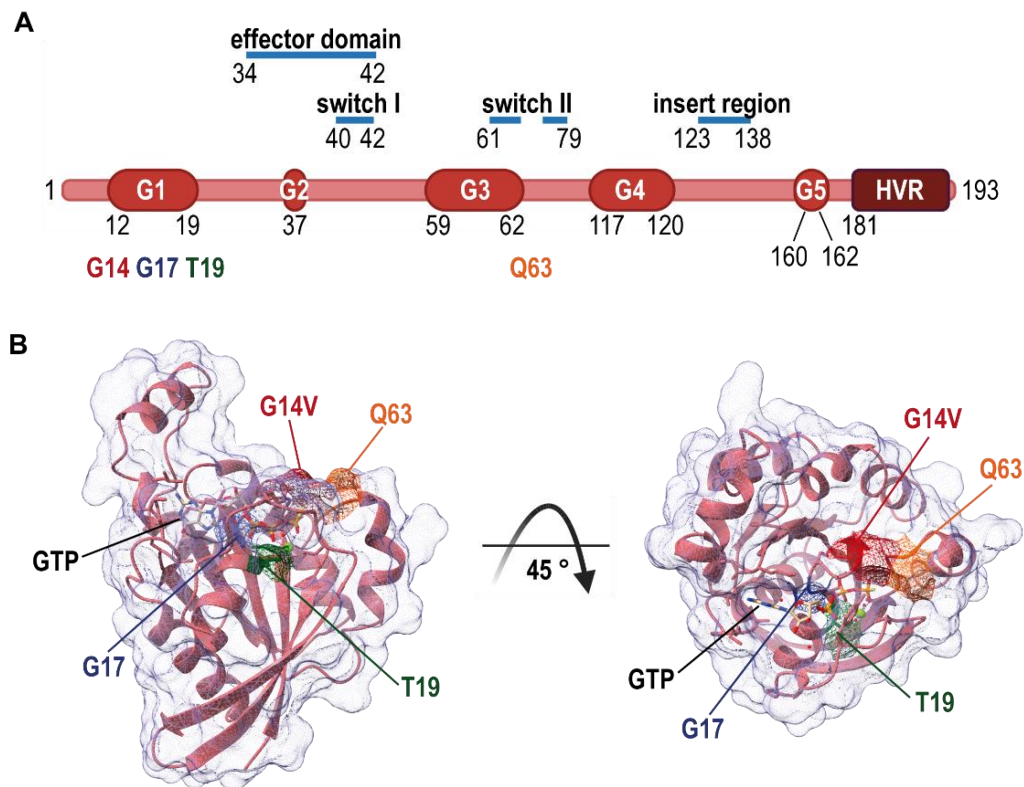 A
effector domain
34 42
switch I switch II insert region
40 42 61 79 123 138
1 G1 G2 G3 G4 G5 HVR 193
12 19 37 59 62 117 120 181
160 162
G14 G17 T19 Q63
B
G14V Q63
GTP
G17
T19
45 °
G14V
Q63
GTP
G17
T19